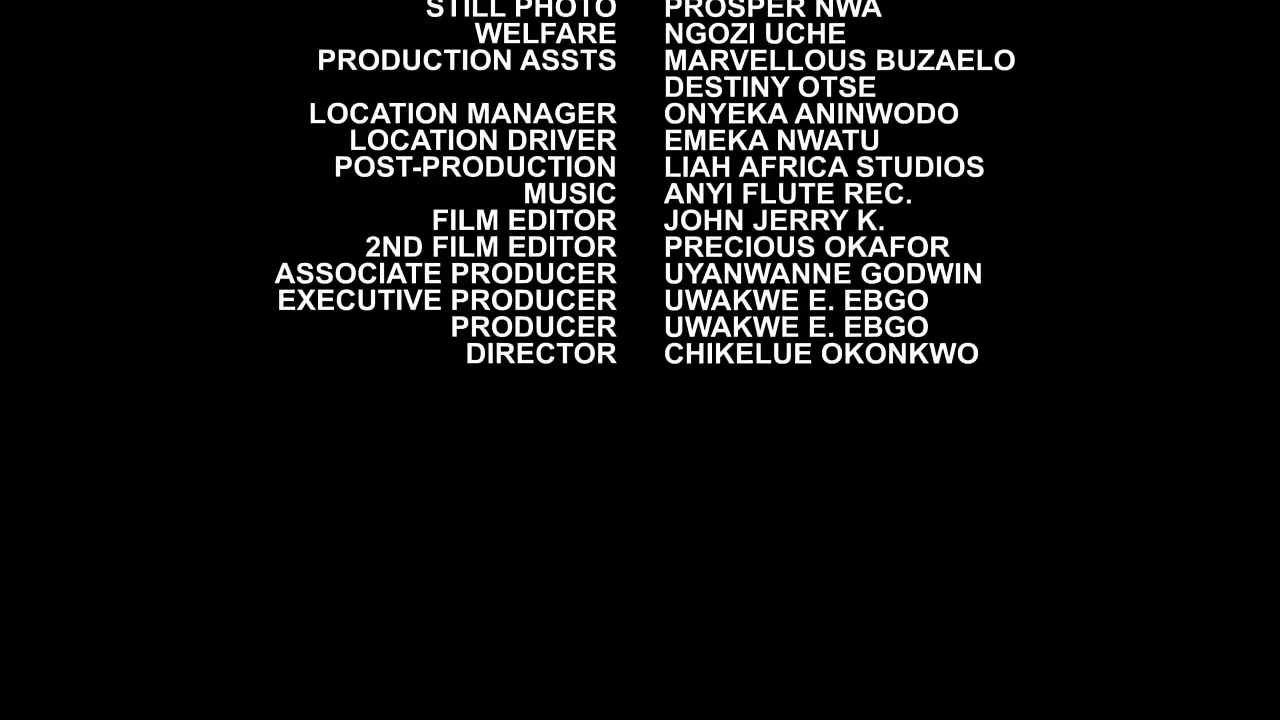 STILL PHOTO PROSPER NWA
WELFARE NGOZI UCHE
PRODUCTION ASSTS MARVELLOUS BUZAELO
DESTINY OTSE
LOCATION MANAGER ONYEKA ANINWODO
LOCATION DRIVER EMEKA NWATU
POST-PRODUCTION LIAH AFRICA STUDIOS
MUSIC ANYI FLUTE REC.
FILM EDITOR JOHN JERRY K.
2ND FILM EDITOR PRECIOUS OKAFOR
ASSOCIATE PRODUCER UYANWANNE GODWIN
EXECUTIVE PRODUCER UWAKWE E. EBGO
PRODUCER UWAKWE E. EBGO
DIRECTOR CHIKELUE OKONKWO